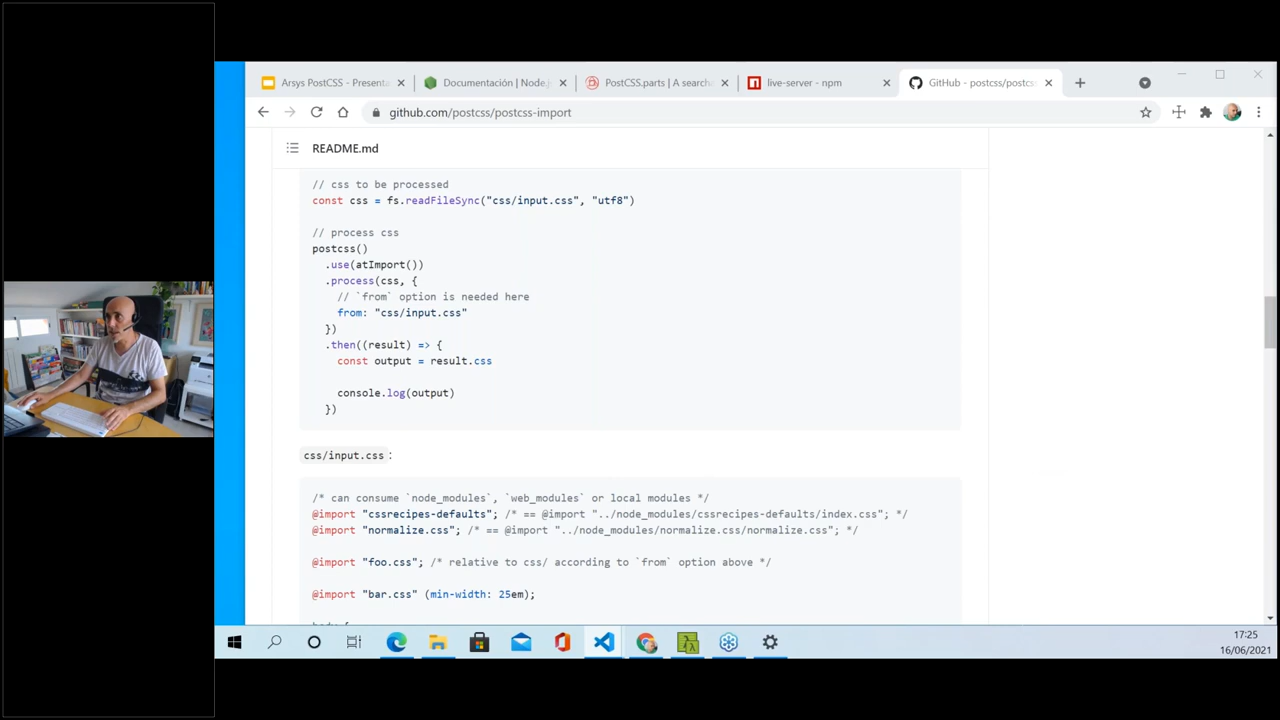 Arsys PostCSS - Presenta
Documentación | Node.j
PostCSS.parts | A search
live-server - npm
GitHub - postcss/postcss
github.com/postcss/postcss-import
README.md
// css to be processed
const css = fs.readFileSync("css/input.css", "utf8")
// process css
postcss()
.use(atImport())
.process(css, {
// `from` option is needed here
from: "css/input.css"
})
.then((result) => {
const output = result.css
console.log(output)
})
css/input.css:
/* can consume `node_modules`, `web_modules` or local modules */
@import "cssrecipes-defaults"; /* == @import "../node_modules/cssrecipes-defaults/index.css"; */
@import "normalize.css"; /* == @import "../node_modules/normalize.css/normalize.css"; */
@import "foo.css"; /* relative to css/ according to `from` option above */
@import "bar.css" (min-width: 25em);
17:25
16/06/2021